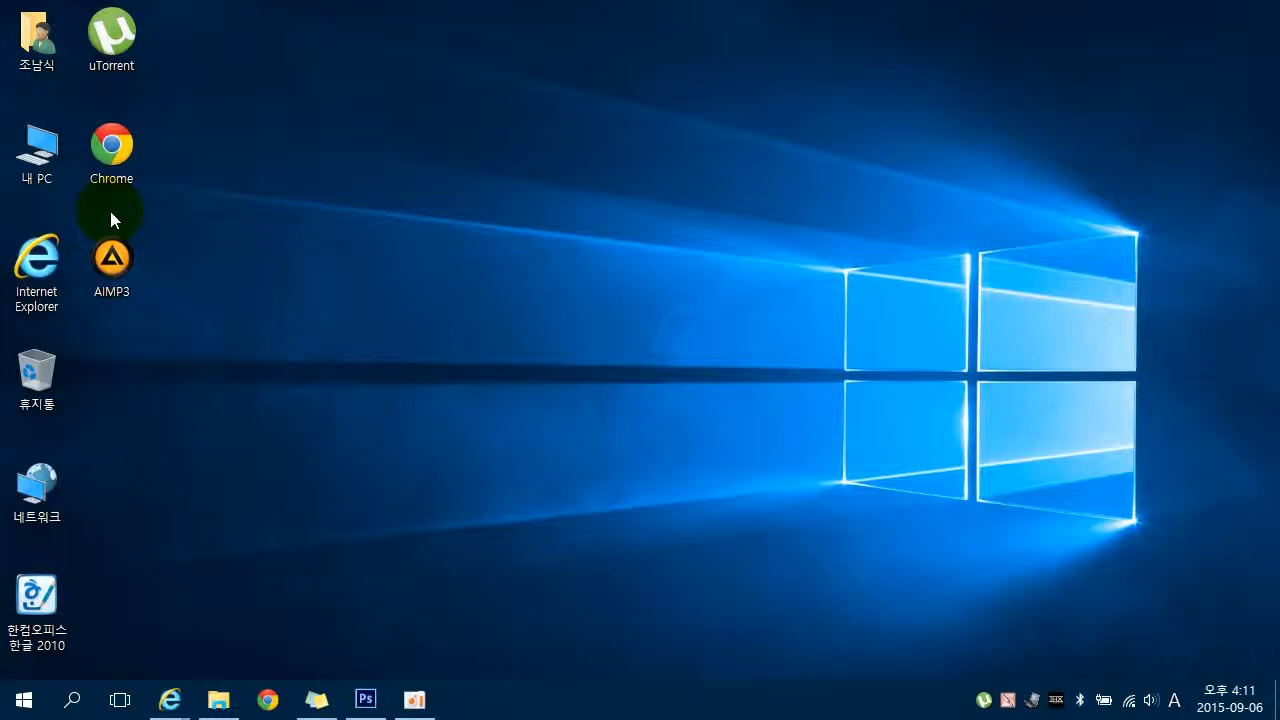 조남식
uTorrent
내 PC
Chrome
Internet
Explorer
AIMP3
휴지통
네트워크
한컴오피스
한글 2010
Ps
A
오후 4:11
2015-09-06